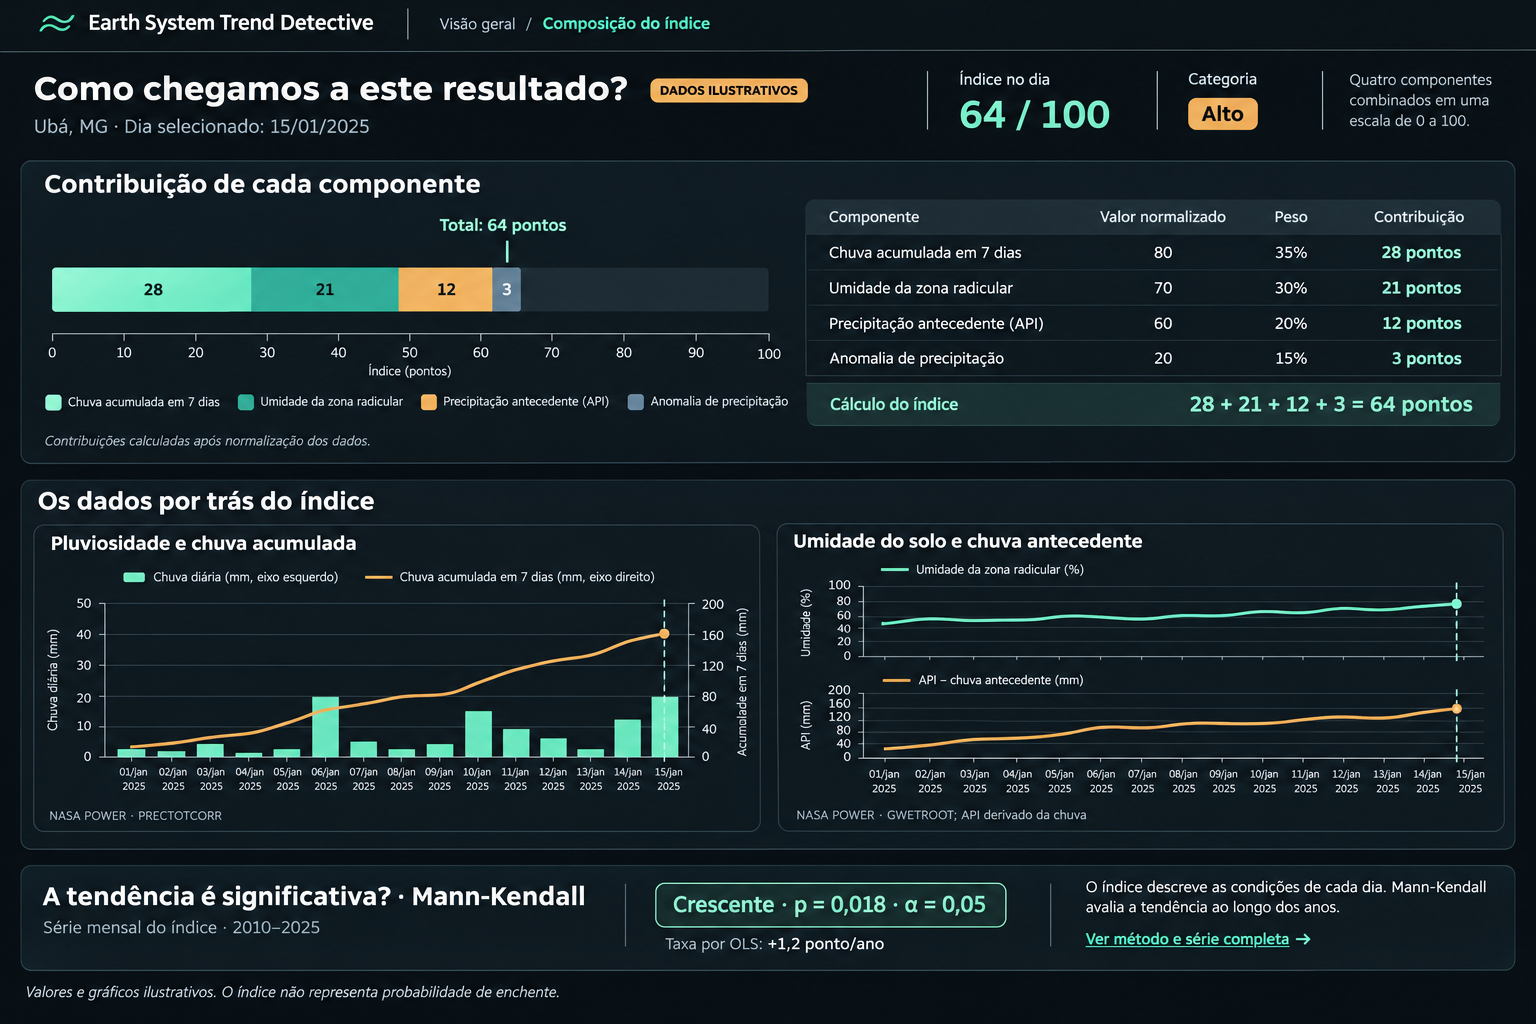 Earth System Trend Detective
Visão geral / Composição do índice
Como chegamos a este resultado?
DADOS ILUSTRATIVOS
Ubá, MG · Dia selecionado: 15/01/2025
Índice no dia
64 / 100
Categoria
Alto
Quatro componentes
combinados em uma
escala de 0 a 100.
Contribuição de cada componente
Total: 64 pontos
28 21 12 3
0 10 20 30 40 50 60 70 80 90 100
Índice (pontos)
Chuva acumulada em 7 dias Umidade da zona radicular Precipitação antecedente (API) Anomalia de precipitação
Contribuições calculadas após normalização dos dados.
Componente Valor normalizado Peso Contribuição
Chuva acumulada em 7 dias 80 35% 28 pontos
Umidade da zona radicular 70 30% 21 pontos
Precipitação antecedente (API) 60 20% 12 pontos
Anomalia de precipitação 20 15% 3 pontos
Cálculo do índice 28 + 21 + 12 + 3 = 64 pontos
Os dados por trás do índice
Pluviosidade e chuva acumulada
Chuva diária (mm, eixo esquerdo) Chuva acumulada em 7 dias (mm, eixo direito)
Chuva diária (mm)
50
40
30
20
10
0
200
160
120
80
40
0
Acumolade em 7 dias (mm)
01/jan 02/jan 03/jan 04/jan 05/jan 06/jan 07/jan 08/jan 09/jan 10/jan 11/jan 12/jan 13/jan 14/jan 15/jan
2025 2025 2025 2025 2025 2025 2025 2025 2025 2025 2025 2025 2025 2025 2025
NASA POWER · PRECTOTCORR
Umidade do solo e chuva antecedente
Umidade da zona radicular (%)
Umidade (%)
100
80
60
40
20
0
API – chuva antecedente (mm)
API (mm)
200
160
120
80
40
0
01/jan 02/jan 03/jan 04/jan 05/jan 06/jan 07/jan 08/jan 09/jan 10/jan 11/jan 12/jan 13/jan 14/jan 15/jan
2025 2025 2025 2025 2025 2025 2025 2025 2025 2025 2025 2025 2025 2025 2025
NASA POWER · GWETROOT; API derivado da chuva
A tendência é significativa? · Mann-Kendall
Série mensal do índice · 2010–2025
Crescente · p = 0,018 · α = 0,05
Taxa por OLS: +1,2 ponto/ano
O índice descreve as condições de cada dia. Mann-Kendall
avalia a tendência ao longo dos anos.
Ver método e série completa →
Valores e gráficos ilustrativos. O índice não representa probabilidade de enchente.